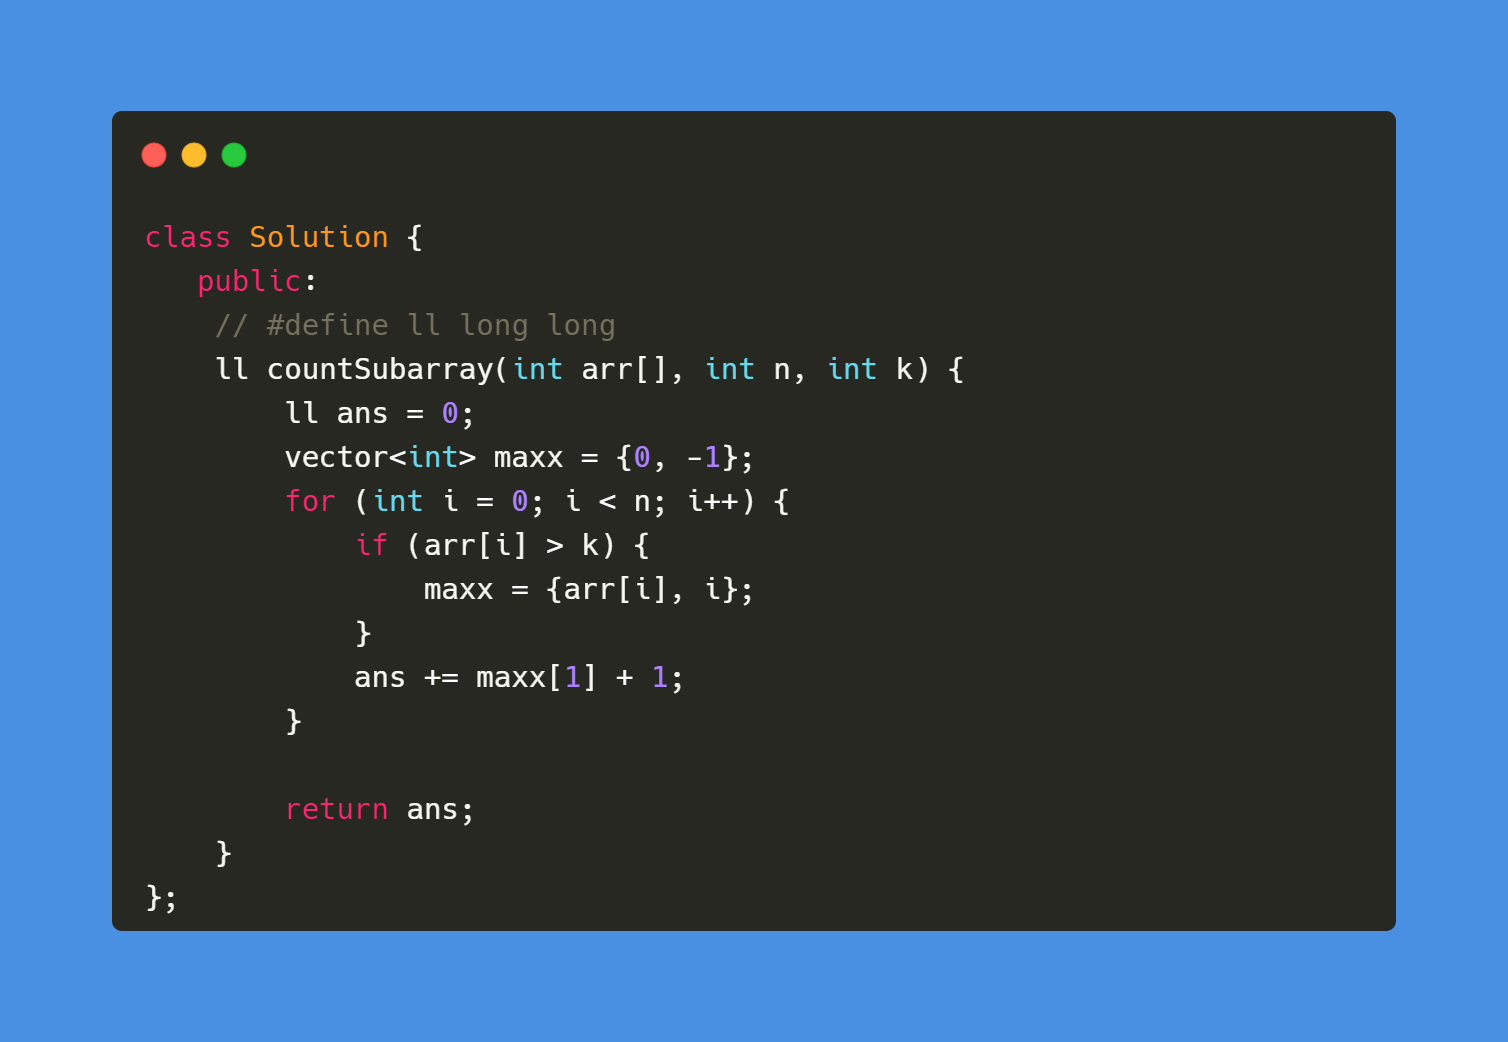 class Solution {
   public:
    // #define ll long long
    ll countSubarray(int arr[], int n, int k) {
        ll ans = 0;
        vector<int> maxx = {0, -1};
        for (int i = 0; i < n; i++) {
            if (arr[i] > k) {
                maxx = {arr[i], i};
            }
            ans += maxx[1] + 1;
        }

        return ans;
    }
};